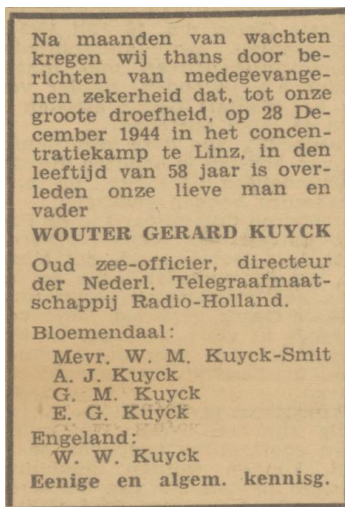 Na maanden van wachten
kregen wij thans door be-
richten van medegevange-
nen zekerheid dat, tot onze
groote droefheid, op 28 De-
cember 1944 in het concen-
tratiekamp te Linz, in den
leeftijd van 58 jaar is over-
leden onze lieve man en
vader
WOUTER GERARD KUYCK
Oud zee-officier, directeur
der Nederl. Telegraafmaat-
schappij Radio-Holland.
Bloemendaal:
Mevr. W. M. Kuyck-Smit
A. J. Kuyck
G. M. Kuyck
E. G. Kuyck
Engeland:
W. W. Kuyck
Eenige en algem. kennisg.